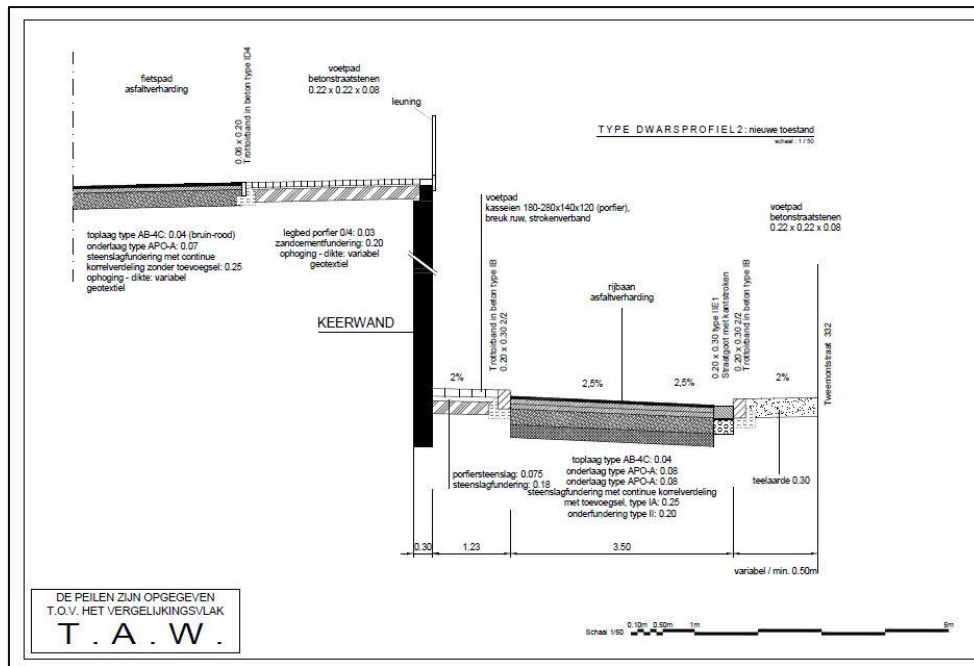 fietspad
asfaltverharding
0.06 x 0.20
Trottoirband in beton type ID4
voetpad
betonstraatstenen
0.22 x 0.22 x 0.08
leuning
TYPE DWARSPROFIEL2: nieuwe toestand
schaal : 1 / 50
toplaag type AB-4C: 0.04 (bruin-rood)
onderlaag type APO-A: 0.07
steenslagfundering met continue
korrelverdeling zonder toevoegsel: 0.25
ophoging - dikte: variabel
geotextiel
legbed porfier 0/4: 0.03
zandoementfundering: 0.20
ophoging - dikte: variabel
geotextiel
voetpad
kasseien 180-280x140x120 (porfier),
breuk ruw, strokenverband
voetpad
betonstraatstenen
0.22 x 0.22 x 0.08
KEERWAND
Trottoirband in beton type IB
0.20 x 0.30 2/2
rijbaan
asfaltverharding
0.20 x 0.30 type IIE1
Straatgoot met kantstroken
0.20 x 0.30 2/2
Trottoirband in beton type IB
Tweemontstraat 332
2%
2,5%
2,5%
2%
porfiersteenslag: 0.075
steenslagfundering: 0.18
toplaag type AB-4C: 0.04
onderlaag type APO-A: 0.08
onderlaag type APO-A: 0.08
steenslagfundering met continue korrelverdeling
met toevoegsel, type IA: 0.25
onderfundering type II: 0.20
teelaarde 0.30
0.30
1.23
3.50
variabel / min. 0.50m
DE PEILEN ZIJN OPGEGEVEN
T.O.V. HET VERGELIJKINGSVLAK
T . A . W .
Schaal 1/50
0.10m 0.50m 1m 5m